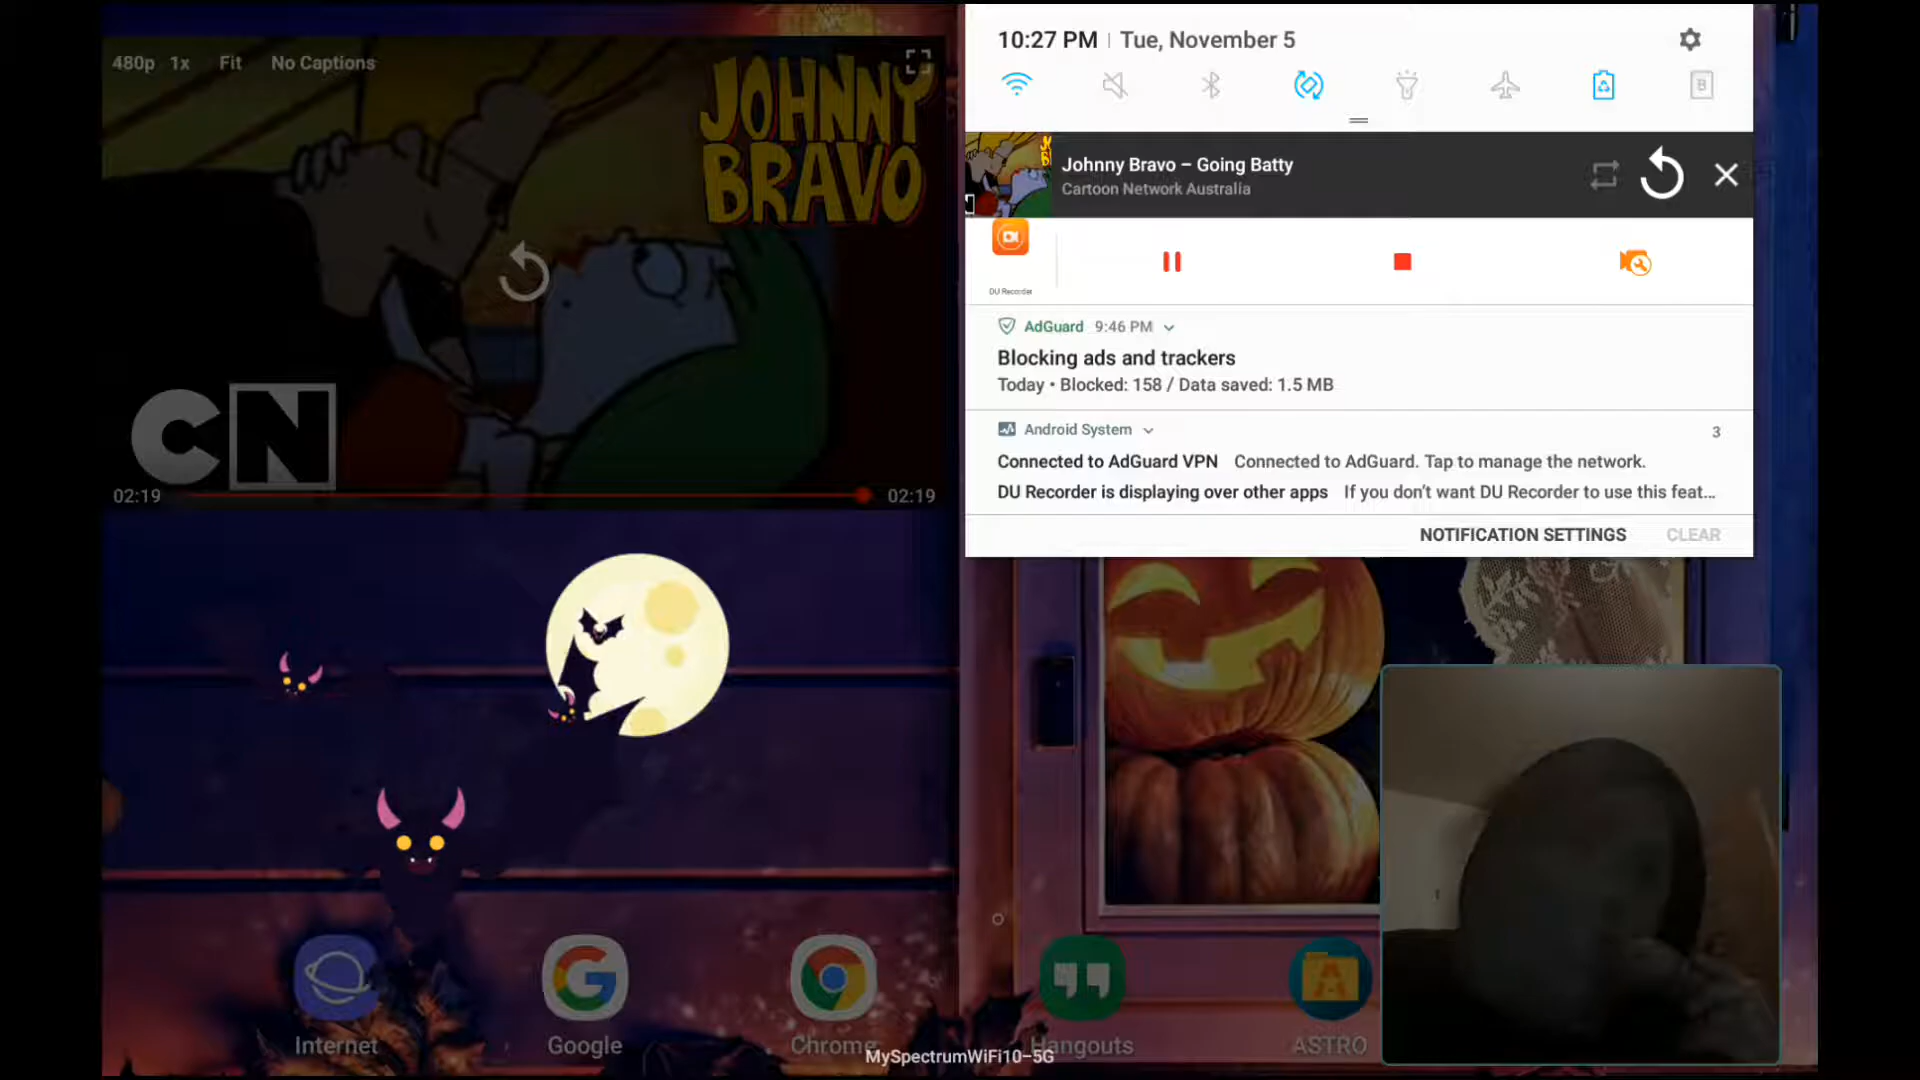 480p 1x Fit No Captions
JOHNNY
BRAVO
CN
02:19 02:19
10:27 PM | Tue, November 5
B
Johnny Bravo – Going Batty
Cartoon Network Australia
DU Recorder
AdGuard 9:46 PM
Blocking ads and trackers
Today • Blocked: 158 / Data saved: 1.5 MB
Android System 3
Connected to AdGuard VPN Connected to AdGuard. Tap to manage the network.
DU Recorder is displaying over other apps If you don't want DU Recorder to use this feat...
NOTIFICATION SETTINGS CLEAR
Internet Google Chrome Hangouts ASTRO
MySpectrumWiFi10-5G